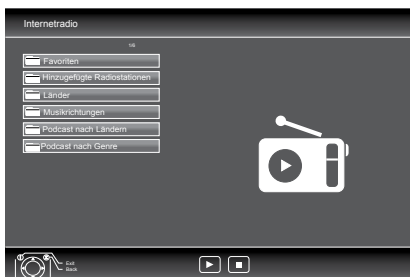 Internetradio
1/6
Favoriten
Hinzugefügte Radiostationen
Länder
Musikrichtungen
Podcast nach Ländern
Podcast nach Genre
Exit
Back